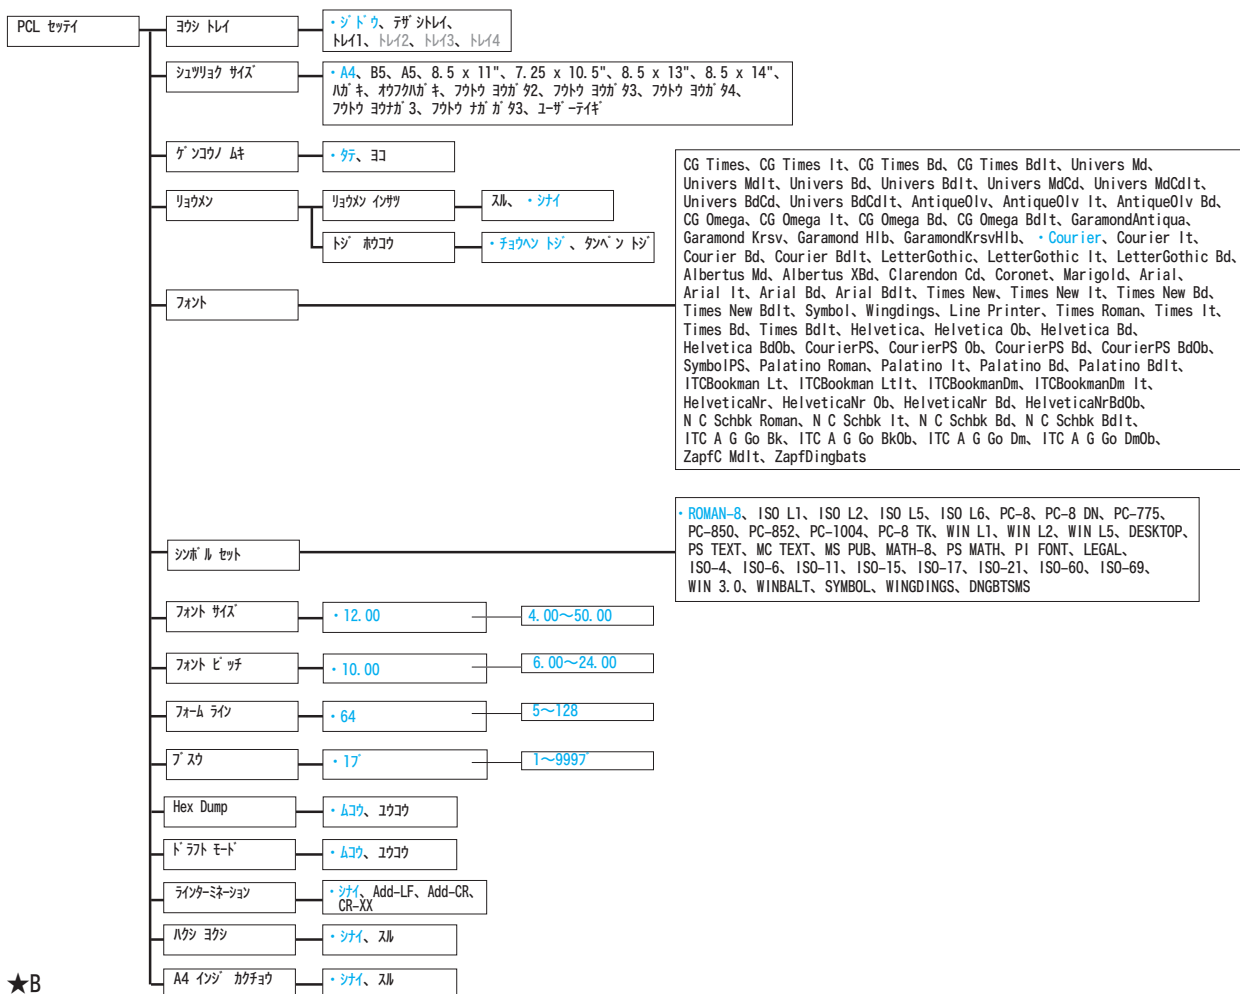 PCL ｾｯﾃｲ
ﾖｳｼ ﾄﾚｲ
・ｼﾞﾄﾞｳ、ﾃｻﾞｼﾄﾚｲ、
ﾄﾚｲ1、ﾄﾚｲ2、ﾄﾚｲ3、ﾄﾚｲ4
ｼｭﾂﾘｮｸ ｻｲｽﾞ
・A4、B5、A5、8.5 x 11"、7.25 x 10.5"、8.5 x 13"、8.5 x 14"、
ﾊｶﾞｷ、ｵｳﾌｸﾊｶﾞｷ、ﾌｳﾄｳ ﾖｳｶﾞﾀ2、ﾌｳﾄｳ ﾖｳｶﾞﾀ3、ﾌｳﾄｳ ﾖｳｶﾞﾀ4、
ﾌｳﾄｳ ﾖｳﾅｶﾞ3、ﾌｳﾄｳ ﾅｶﾞｶﾞﾀ3、ﾕｰｻﾞｰﾃｲｷﾞ
ｹﾞﾝｺｳﾉ ﾑｷ
・ﾀﾃ、ﾖｺ
ﾘｮｳﾒﾝ
ﾘｮｳﾒﾝ ｲﾝｻﾂ
ｽﾙ、・ｼﾅｲ
ﾄｼﾞ ﾎｳｺｳ
・ﾁｮｳﾍﾝ ﾄｼﾞ、ﾀﾝﾍﾟﾝ ﾄｼﾞ
ﾌｫﾝﾄ
CG Times、CG Times It、CG Times Bd、CG Times BdIt、Univers Md、
Univers MdIt、Univers Bd、Univers BdIt、Univers MdCd、Univers MdCdIt、
Univers BdCd、Univers BdCdIt、AntiqueOlv、AntiqueOlv It、AntiqueOlv Bd、
CG Omega、CG Omega It、CG Omega Bd、CG Omega BdIt、GaramondAntiqua、
Garamond Krsv、Garamond Hlb、GaramondKrsvHlb、・Courier、Courier It、
Courier Bd、Courier BdIt、LetterGothic、LetterGothic It、LetterGothic Bd、
Albertus Md、Albertus XBd、Clarendon Cd、Coronet、Marigold、Arial、
Arial It、Arial Bd、Arial BdIt、Times New、Times New It、Times New Bd、
Times New BdIt、Symbol、Wingdings、Line Printer、Times Roman、Times It、
Times Bd、Times BdIt、Helvetica、Helvetica Ob、Helvetica Bd、
Helvetica BdOb、CourierPS、CourierPS Ob、CourierPS Bd、CourierPS BdOb、
SymbolPS、Palatino Roman、Palatino It、Palatino Bd、Palatino BdIt、
ITCBookman Lt、ITCBookman LtIt、ITCBookmanDm、ITCBookmanDm It、
HelveticaNr、HelveticaNr Ob、HelveticaNr Bd、HelveticaNrBdOb、
N C Schbk Roman、N C Schbk It、N C Schbk Bd、N C Schbk BdIt、
ITC A G Go Bk、ITC A G Go BkOb、ITC A G Go Dm、ITC A G Go DmOb、
ZapfC MdIt、ZapfDingbats
ｼﾝﾎﾞﾙ ｾｯﾄ
・ROMAN-8、ISO L1、ISO L2、ISO L5、ISO L6、PC-8、PC-8 DN、PC-775、
PC-850、PC-852、PC-1004、PC-8 TK、WIN L1、WIN L2、WIN L5、DESKTOP、
PS TEXT、MC TEXT、MS PUB、MATH-8、PS MATH、PI FONT、LEGAL、
ISO-4、ISO-6、ISO-11、ISO-15、ISO-17、ISO-21、ISO-60、ISO-69、
WIN 3.0、WINBALT、SYMBOL、WINGDINGS、DNGBTSMS
ﾌｫﾝﾄ ｻｲｽﾞ
・12.00
4.00～50.00
ﾌｫﾝﾄ ﾋﾟｯﾁ
・10.00
6.00～24.00
ﾌｫｰﾑ ﾗｲﾝ
・64
5～128
ﾌﾞｽｳ
・1ﾌﾞ
1～999ﾌﾞ
Hex Dump
・ﾑｺｳ、ﾕｳｺｳ
ﾄﾞﾗﾌﾄ ﾓｰﾄﾞ
・ﾑｺｳ、ﾕｳｺｳ
ﾗｲﾝﾀｰﾐﾈｰｼｮﾝ
・ｼﾅｲ、Add-LF、Add-CR、
CR-XX
ﾊｸｼ ﾖｸｼ
・ｼﾅｲ、ｽﾙ
A4 ｲﾝｼﾞ ｶｸﾁｮｳ
・ｼﾅｲ、ｽﾙ
★B